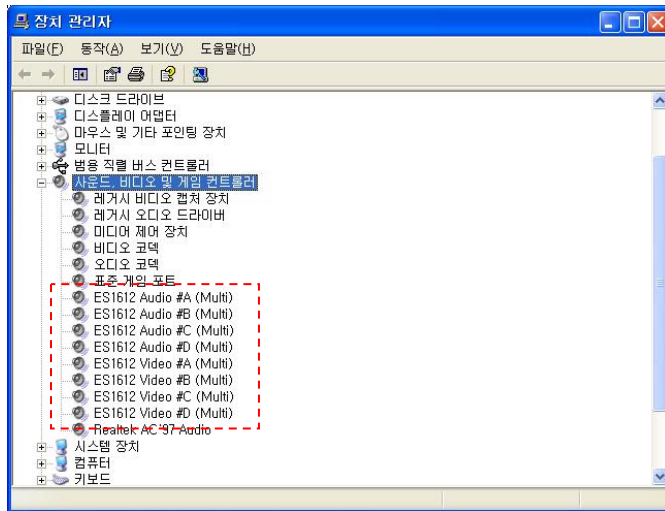 장치 관리자
파일(F) 동작(A) 보기(V) 도움말(H)
디스크 드라이브
디스플레이 어댑터
마우스 및 기타 포인팅 장치
모니터
범용 직렬 버스 컨트롤러
사운드, 비디오 및 게임 컨트롤러
레거시 비디오 캡처 장치
레거시 오디오 드라이버
미디어 제어 장치
비디오 코덱
오디오 코덱
표준 게임 포트
ES1612 Audio #A (Multi)
ES1612 Audio #B (Multi)
ES1612 Audio #C (Multi)
ES1612 Audio #D (Multi)
ES1612 Video #A (Multi)
ES1612 Video #B (Multi)
ES1612 Video #C (Multi)
ES1612 Video #D (Multi)
Realtek AC'97 Audio
시스템 장치
컴퓨터
키보드